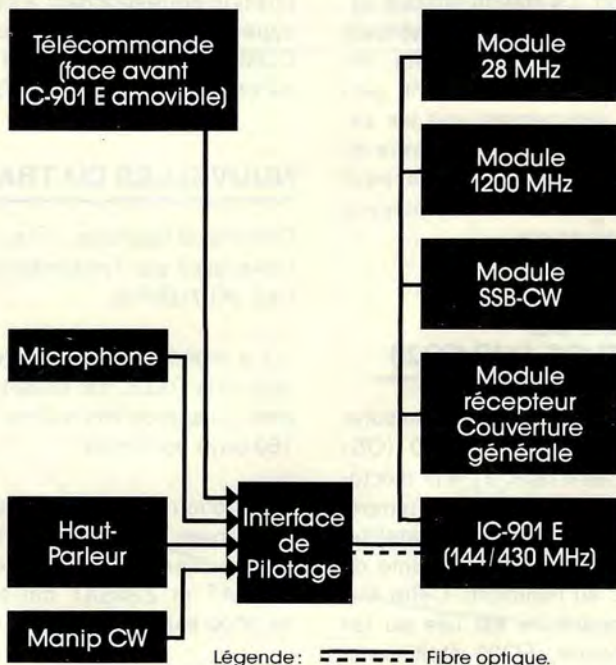 Télécommande
(face avant
IC-901 E amovible)
Microphone
Haut-
Parleur
Manip CW
Interface
de
Pilotage
Module
28 MHz
Module
1200 MHz
Module
SSB-CW
Module
récepteur
Couverture
générale
IC-901 E
(144/430 MHz)
Légende: Fibre optique.